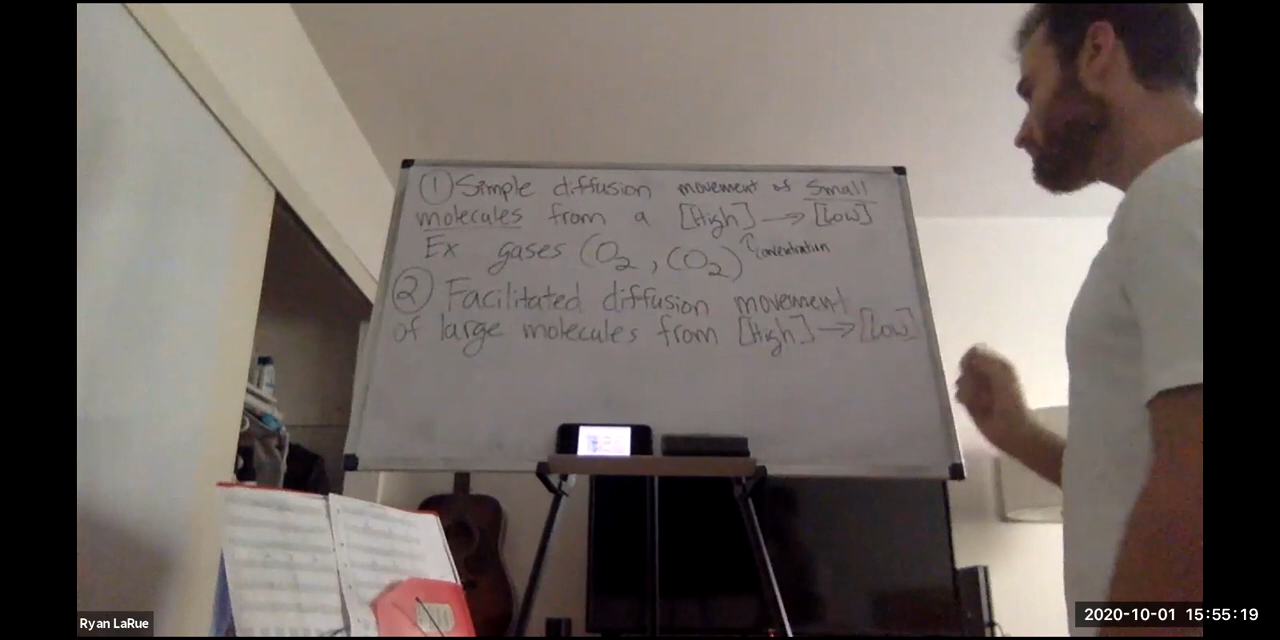 ① Simple diffusion movement of Small
molecules from a [High] → [Low]
Ex gases (O₂, CO₂) ↑concentration
② Facilitated diffusion movement
of large molecules from [High] → [Low]
Ryan LaRue
2020-10-01 15:55:19